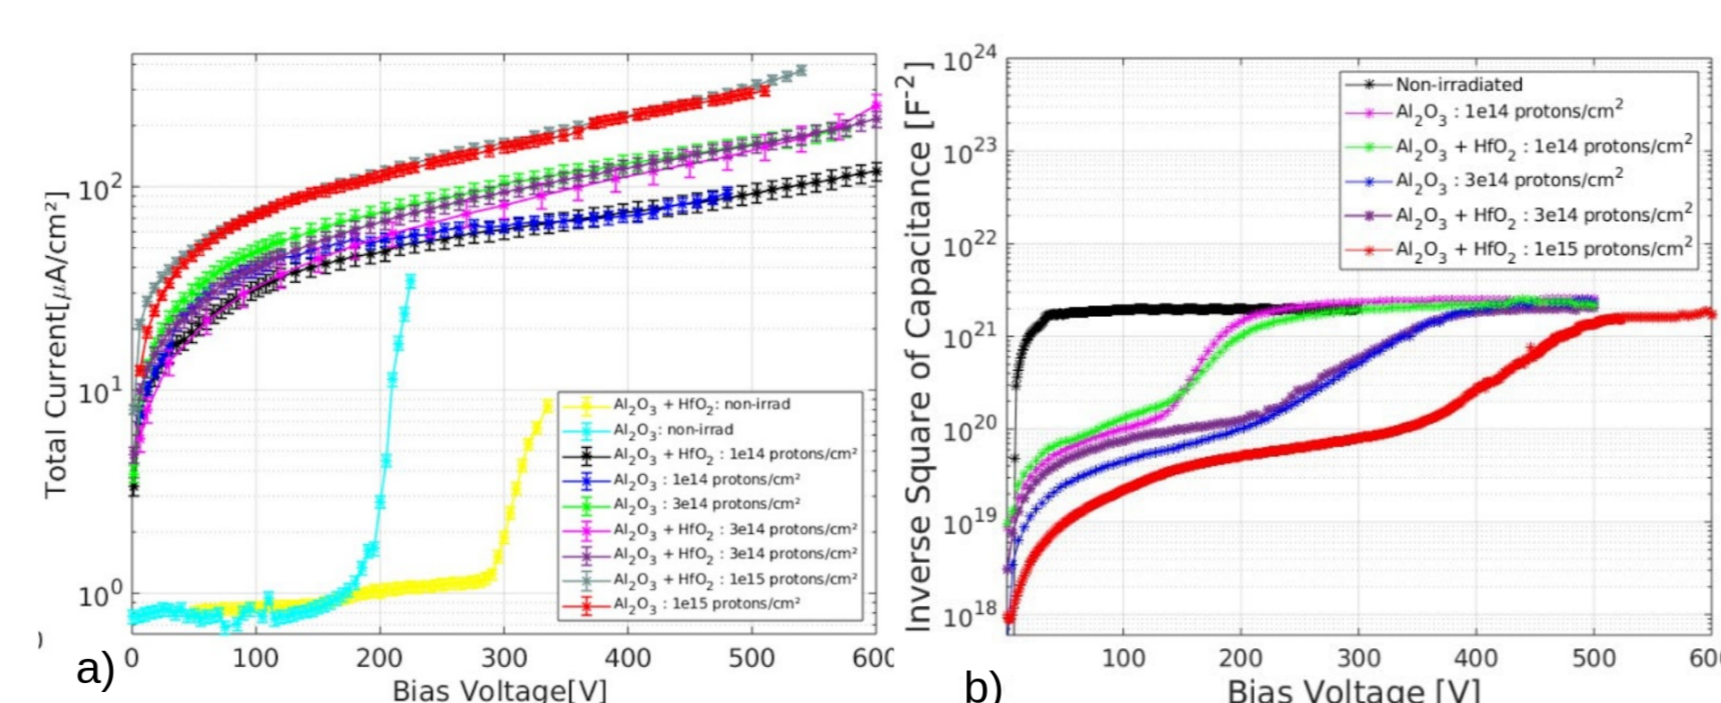 Total Current[µA/cm²]
10²
10¹
10⁰
Al₂O₃ + HfO₂: non-irrad
Al₂O₃: non-irrad
Al₂O₃ + HfO₂ : 1e14 protons/cm²
Al₂O₃ : 1e14 protons/cm²
Al₂O₃ : 3e14 protons/cm²
Al₂O₃ + HfO₂ : 3e14 protons/cm²
Al₂O₃ + HfO₂ : 3e14 protons/cm²
Al₂O₃ + HfO₂ : 1e15 protons/cm²
Al₂O₃ : 1e15 protons/cm²
0 100 200 300 400 500 600
a)
Bias Voltage[V]
Inverse Square of Capacitance [F⁻²]
10²⁴
10²³
10²²
10²¹
10²⁰
10¹⁹
10¹⁸
Non-irradiated
Al₂O₃ : 1e14 protons/cm²
Al₂O₃ + HfO₂ : 1e14 protons/cm²
Al₂O₃ : 3e14 protons/cm²
Al₂O₃ + HfO₂ : 3e14 protons/cm²
Al₂O₃ + HfO₂ : 1e15 protons/cm²
100 200 300 400 500
b)
Bias Voltage [V]